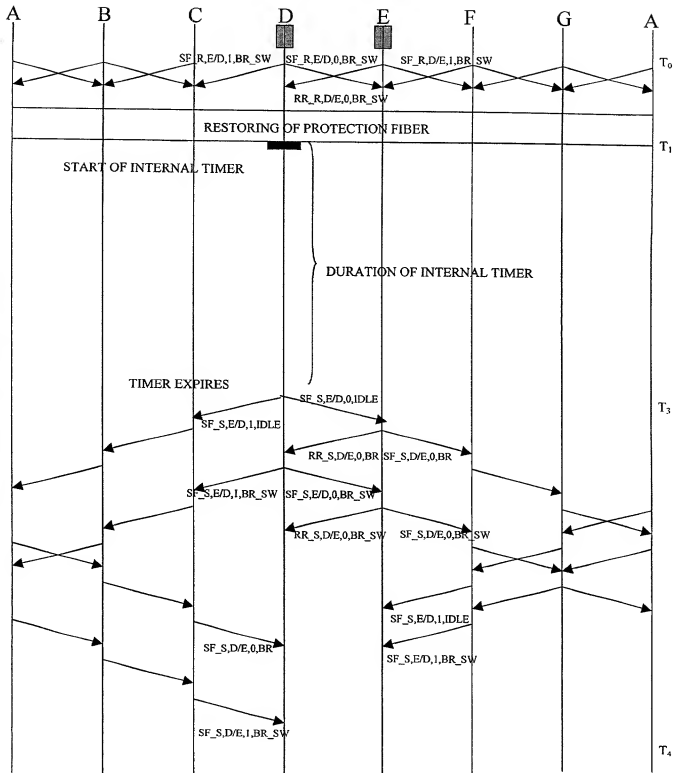 A B C D E F G A
SF_R,E/D,1,BR_SW SF_R,E/D,0,BR_SW SF_R,D/E,1,BR_SW
T0
RR_R,D/E,0,BR_SW
RESTORING OF PROTECTION FIBER
T1
START OF INTERNAL TIMER
DURATION OF INTERNAL TIMER
TIMER EXPIRES
T3
SF_S,E/D,0,IDLE
SF_S,E/D,1,IDLE
RR_S,D/E,0,BR SF_S,D/E,0,BR
SF_S,E/D,1,BR_SW SF_S,E/D,0,BR_SW
RR_S,D/E,0,BR_SW SF_S,D/E,0,BR_SW
SF_S,E/D,1,IDLE
SF_S,D/E,0,BR
SF_S,E/D,1,BR_SW
SF_S,D/E,1,BR_SW
T4